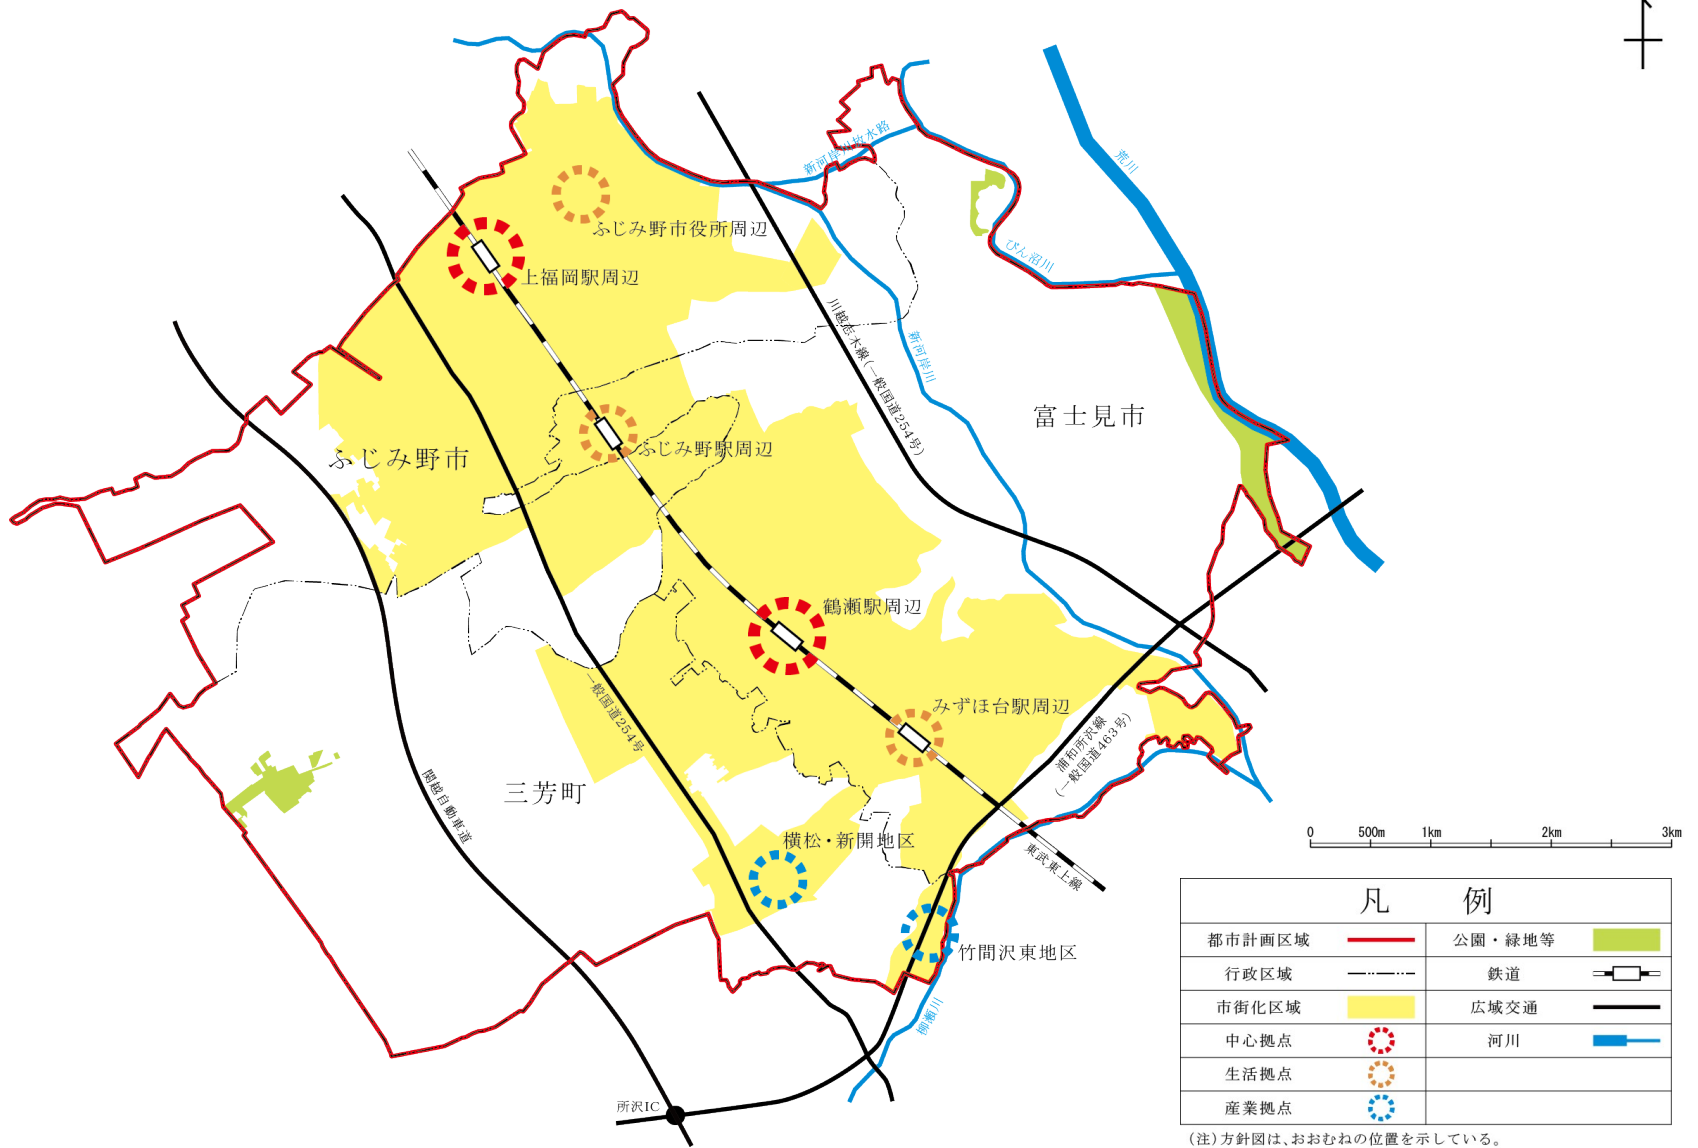 新河岸川放水路
荒川
びん沼川
ふじみ野市役所周辺
上福岡駅周辺
川越志木線(一般国道254号)
新河岸川
富士見市
ふじみ野市
ふじみ野駅周辺
鶴瀬駅周辺
みずほ台駅周辺
一般国道254号
浦和所沢線
(一般国道463号)
三芳町
関越自動車道
横松・新開地区
東武東上線
竹間沢東地区
柳瀬川
所沢IC
0 500m 1km 2km 3km
凡 例
都市計画区域 公園・緑地等
行政区域 鉄道
市街化区域 広域交通
中心拠点 河川
生活拠点
産業拠点
(注)方針図は、おおむねの位置を示している。